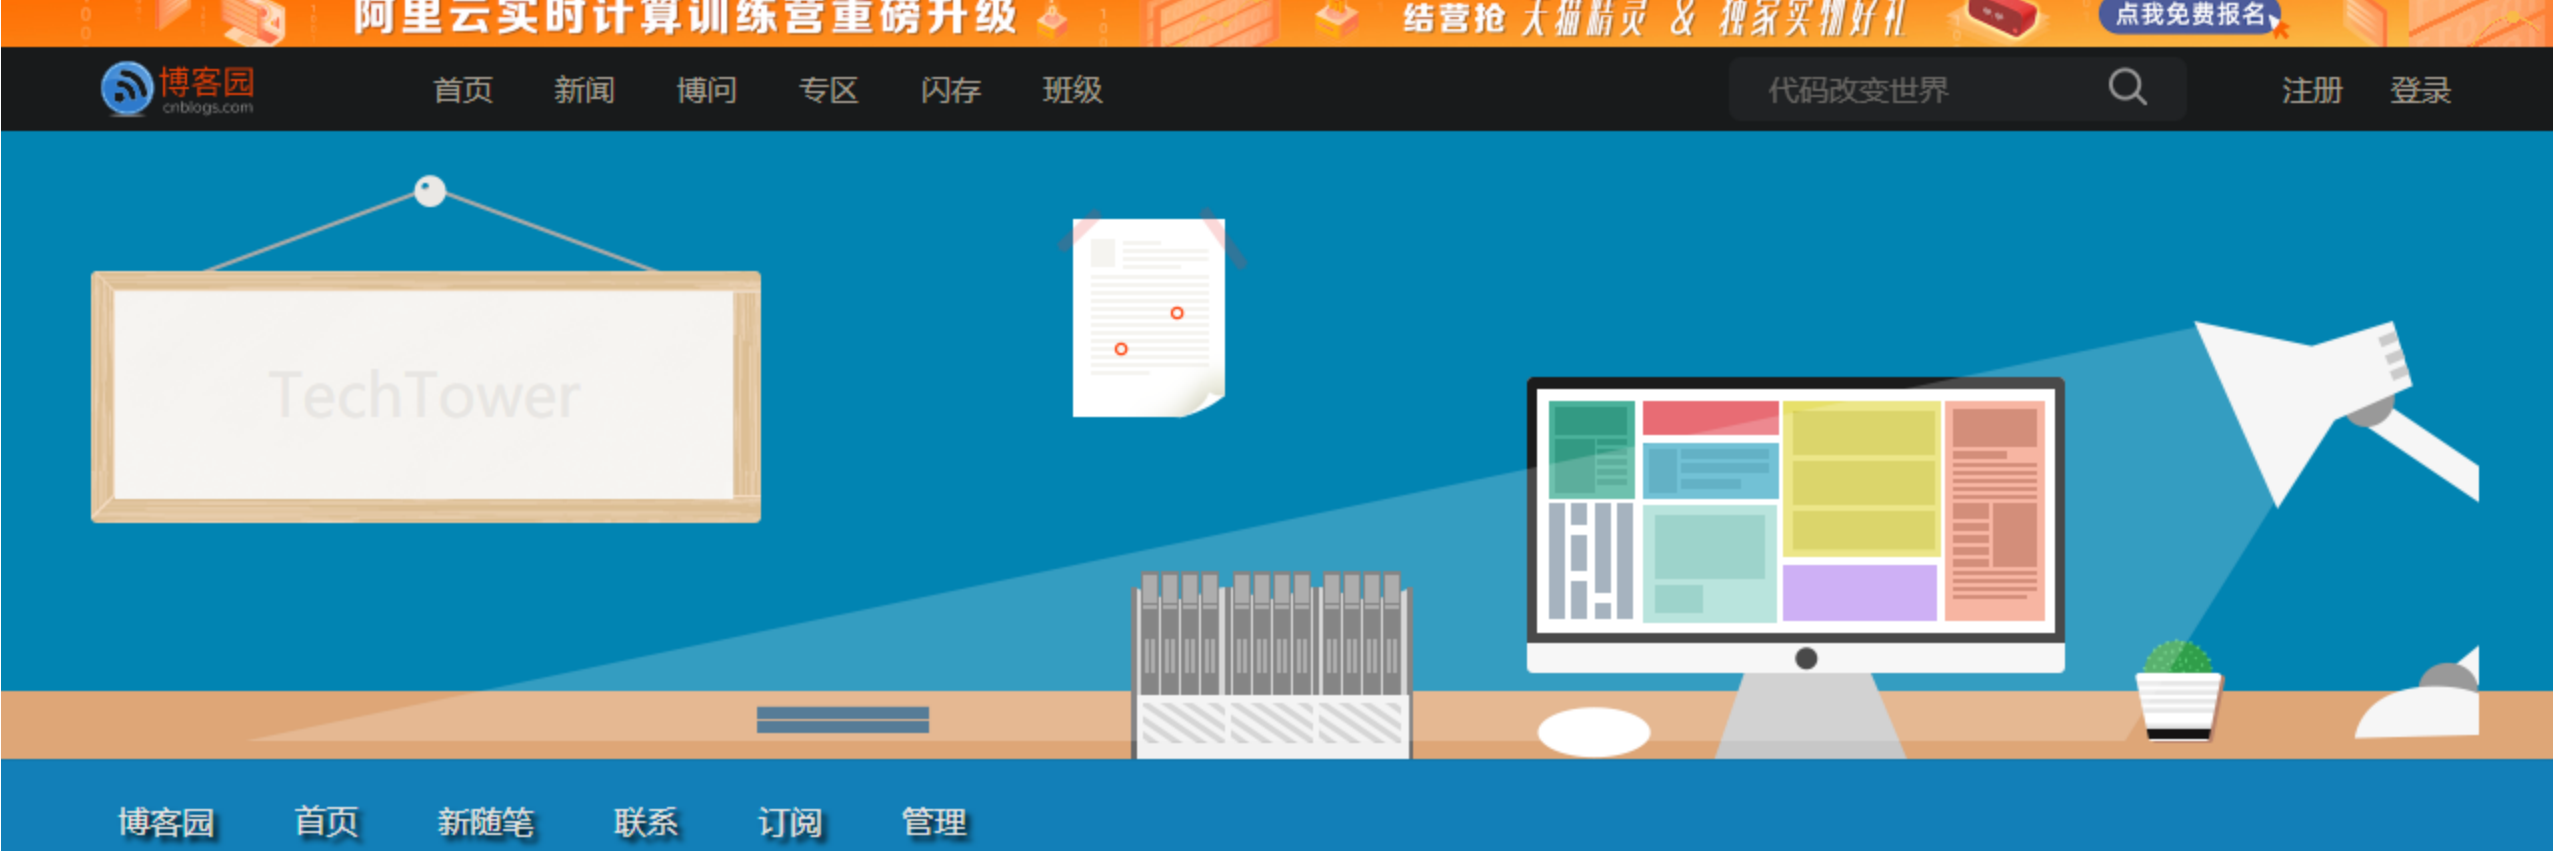 阿里云实时计算训练营重磅升级 结营抢 天猫精灵 & 独家实物好礼 点我免费报名
博客园 首页 新闻 博问 专区 闪存 班级 代码改变世界 注册 登录
cnblogs.com
TechTower
博客园 首页 新随笔 联系 订阅 管理